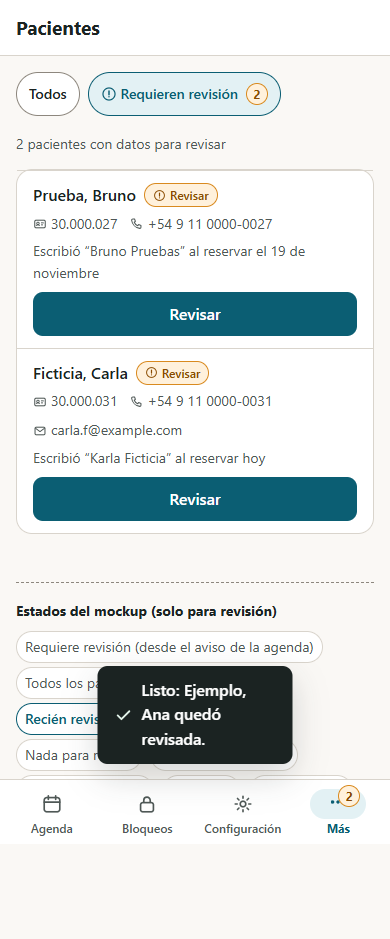 Pacientes
Todos
Requieren revisión 2
2 pacientes con datos para revisar
Prueba, Bruno Revisar
30.000.027 +54 9 11 0000-0027
Escribió “Bruno Pruebas” al reservar el 19 de
noviembre
Revisar
Ficticia, Carla Revisar
30.000.031 +54 9 11 0000-0031
carla.f@example.com
Escribió “Karla Ficticia” al reservar hoy
Revisar
Estados del mockup (solo para revisión)
Requiere revisión (desde el aviso de la agenda)
Todos los
Recién
Nada para
Listo: Ejemplo,
Ana quedó
revisada.
Agenda
Bloqueos
Configuración
2
Más